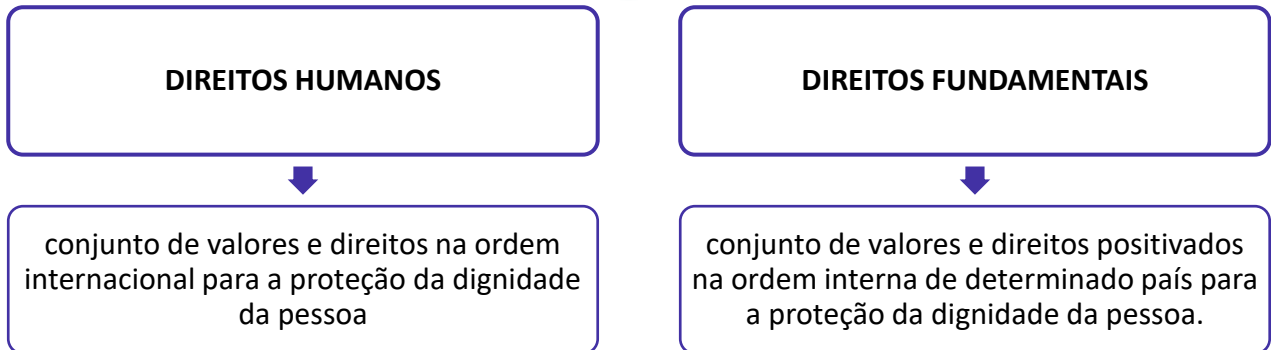 DIREITOS HUMANOS
conjunto de valores e direitos na ordem
internacional para a proteção da dignidade
da pessoa
DIREITOS FUNDAMENTAIS
conjunto de valores e direitos positivados
na ordem interna de determinado país para
a proteção da dignidade da pessoa.